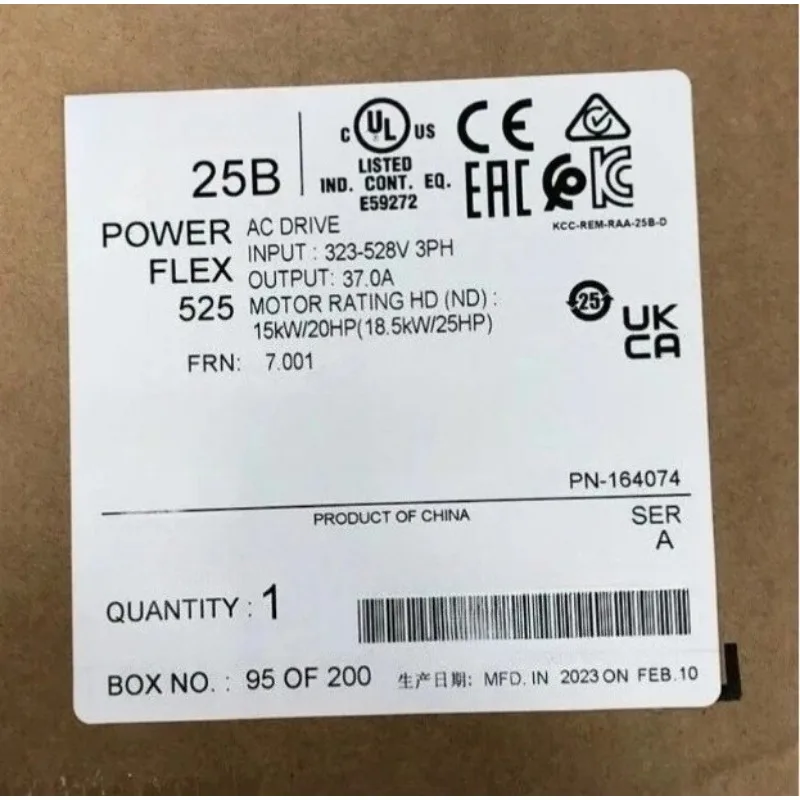 25B
C UL US
LISTED
IND. CONT. EQ.
E59272
CE
EAC
KC
KCC-REM-RAA-25B-D
POWER
FLEX
525
AC DRIVE
INPUT : 323-528V 3PH
OUTPUT: 37.0A
MOTOR RATING HD (ND) :
15kW/20HP(18.5kW/25HP)
FRN: 7.001
25
UK
CA
PN-164074
PRODUCT OF CHINA
SER
A
QUANTITY : 1
BOX NO. : 95 OF 200
生产日期: MFD. IN 2023 ON FEB.10